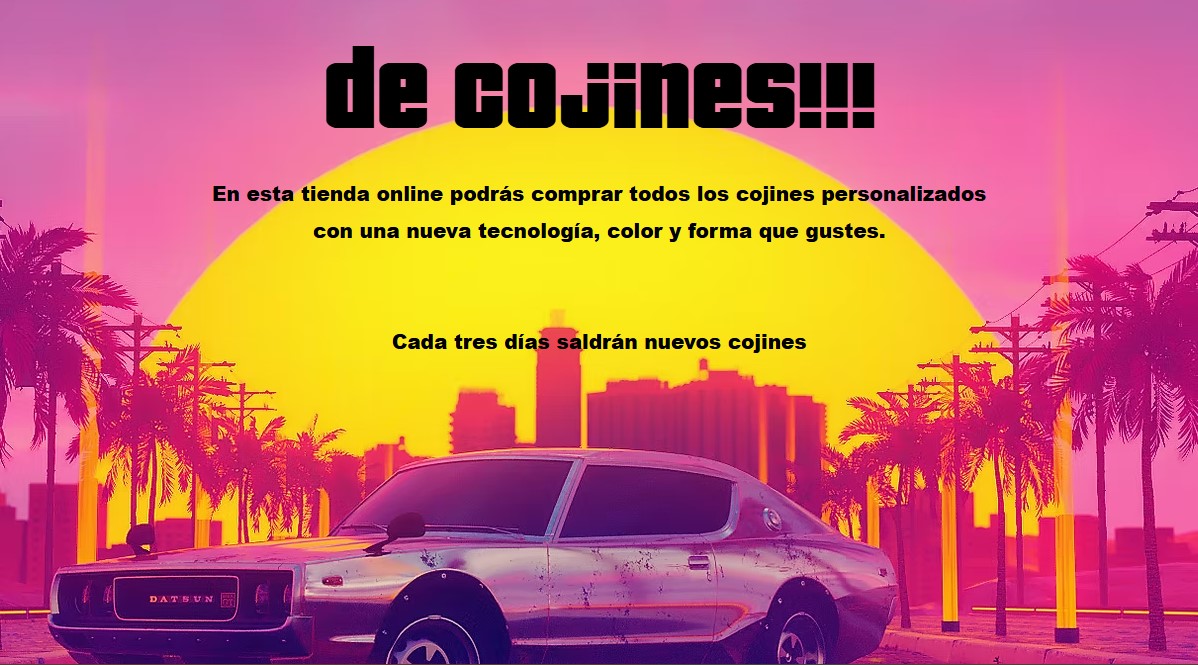 de cojines!!!
En esta tienda online podrás comprar todos los cojines personalizados
con una nueva tecnología, color y forma que gustes.
Cada tres días saldrán nuevos cojines
DATSUN